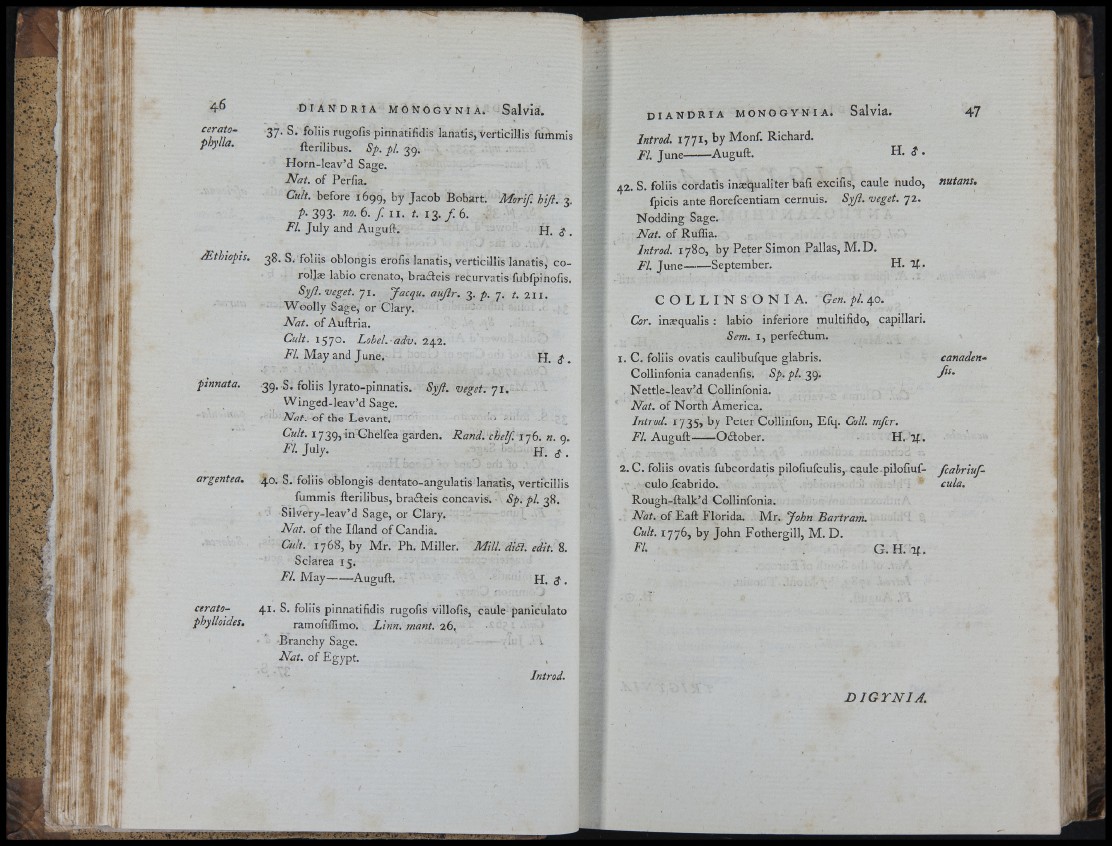 46 DIANDRIA MONOGYNIA. Salvia.
cerato- 37. S. foliis rugoſis pinnatifidis lanatis, verticillis ſummis
phylla. ſterilibus. Sp. pl. 39.
Horn-leav'd Sage.
Nat. of Perſia.
Cult. before 1699, by Jacob Bobart. Moriſ. hiſt. 3.
p. 393. no. 6. ſ. 11. t. 13. f. 6.
Fl. July and Auguſt. H. ♂.
Æthiopis. 38. S. foliis oblongis eroſis lanatis, verticillis lanatis, co-
rollæ labio crenato, bracteis recurvatis ſubſpinoſis.
Syſt. veget. 71. Jacqu. auſtr. 3. p. 7. t. 211.
Woolly Sage, or Clary.
Nat. of Auſtria.
Cult. 1570. Lobel. adv. 242.
Fl. May and June. H. ♂.
pinnata. 39. S. foliis lyrato-pinnatis. Syſt. veget. 71.
Winged-leav'd Sage.
Nat. of the Levant.
Cult. 1739, in Chelſea garden. Rand. chelſ. 176. n. 9.
Fl. July. H. ♂.
argentea. 40. S. foliis oblongis dentato-angulatis lanatis, verticillis
ſummis ſterilibus, bracteis concavis. Sp. pl. 38.
Silvery-leav'd Sage, or Clary.
Nat. of the Iſland of Candia.
Cult. 1768, by Mr. Ph. Miller. Mill. dict. edit. 8.
Sclarea 15.
Fl. May——Auguſt. H. ♂.
cerato- 41. S. foliis pinnatifidis rugoſis villoſis, caule paniculato
phylloides. ramoſiſſimo. Linn. mant. 26.
Branchy Sage.
Nat. of Egypt.
Introd.
DIANDRIA MONOGYNIA. Salvia. 47
Introd. 1771, by Monſ. Richard.
Fl. June——Auguſt. H. ♂.
42. S. foliis cordatis inæqualiter baſi exciſis, caule nudo, nutans.
ſpicis ante floreſcentiam cernuis. Syſt. veget. 72.
Nodding Sage.
Nat. of Ruſſia.
Introd. 1780, by Peter Simon Pallas, M.D.
Fl. June——September. H. ♃.
COLLINSONIA. Gen. pl. 40.
Cor. inæqualis: labio inferiore multifido, capillari.
Sem. 1, perfectum.
1. C. foliis ovatis caulibuſque glabris. canaden-
Collinſonia canadenſis. Sp. pl. 39. ſis.
Nettle-leav'd Collinſonia.
Nat. of North America.
Introd. 1735, by Peter Collinſon, Eſq. Coll. mſcr.
Fl. Auguſt——October. H. ♃.
2. C. foliis ovatis ſubcordatis piloſiuſculis, caule piloſiuſ- ſcabriuſ-
culo ſcabrido. cula.
Rough-ſtalk'd Collinſonia.
Nat. of Eaſt Florida. Mr. John Bartram.
Cult. 1776, by John Fothergill, M. D.
Fl. G. H. ♃.
DIGYNIA.